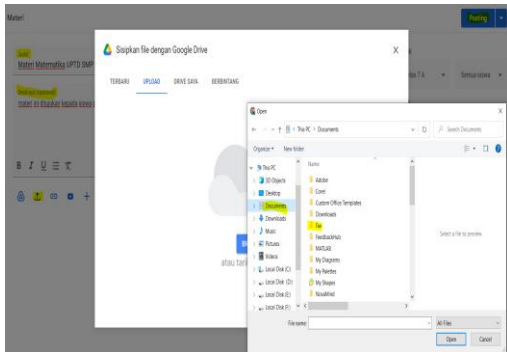 Materi
Posting
Judul
Materi Matematika UPTD SMP
materi ini ditujukan kepada siswa
Sisipkan file dengan Google Drive
X
TERBARU UPLOAD DRIVE SAYA BERBINTANG
Semua siswa
B I U
atau tarik
Open
This PC > Documents
Search Documents
Organize
New folder
This PC
3D Objects
Desktop
Documents
Downloads
Music
Pictures
Videos
Local Disk (C:)
Local Disk (D:)
Local Disk (E:)
Local Disk (F:)
Name
Adobe
Corel
Custom Office Templates
Downloads
Fax
FeedbackHub
MATLAB
My Diagrams
My Palettes
My Shapes
NovaMind
Select a file to preview.
File name:
All Files
Open
Cancel